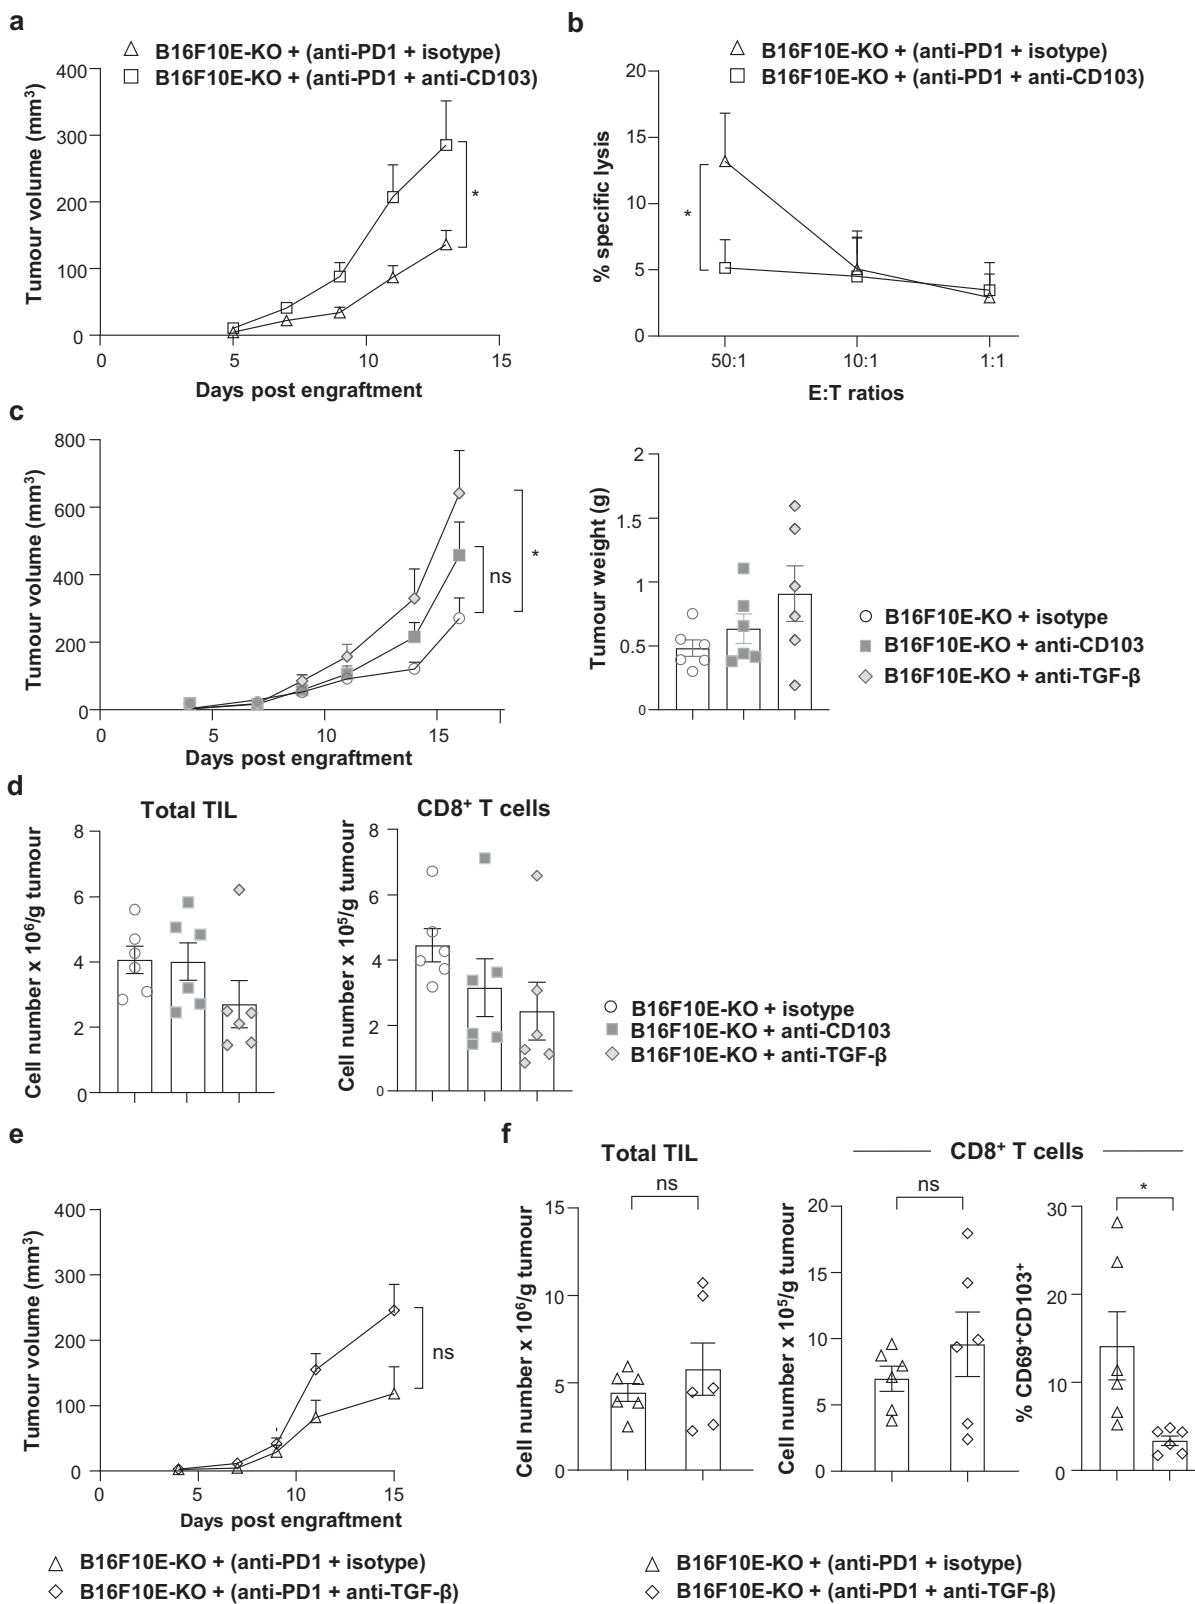 a
B16F10E-KO + (anti-PD1 + isotype)
B16F10E-KO + (anti-PD1 + anti-CD103)
Tumour volume (mm³)
400
300
200
100
0
*
0 5 10 15
Days post engraftment
b
B16F10E-KO + (anti-PD1 + isotype)
B16F10E-KO + (anti-PD1 + anti-CD103)
% specific lysis
20
15
10
5
0
*
50:1 10:1 1:1
E:T ratios
c
Tumour volume (mm³)
800
600
400
200
0
ns
*
0 5 10 15
Days post engraftment
Tumour weight (g)
2
1.5
1
0.5
0
B16F10E-KO + isotype
B16F10E-KO + anti-CD103
B16F10E-KO + anti-TGF-β
d
Total TIL
Cell number x 10⁶/g tumour
8
6
4
2
0
CD8⁺ T cells
Cell number x 10⁵/g tumour
8
6
4
2
0
B16F10E-KO + isotype
B16F10E-KO + anti-CD103
B16F10E-KO + anti-TGF-β
e
Tumour volume (mm³)
400
300
200
100
0
ns
0 5 10 15
Days post engraftment
B16F10E-KO + (anti-PD1 + isotype)
B16F10E-KO + (anti-PD1 + anti-TGF-β)
f
Total TIL
ns
Cell number x 10⁶/g tumour
15
10
5
0
CD8⁺ T cells
ns
Cell number x 10⁵/g tumour
20
15
10
5
0
*
% CD69⁺CD103⁺
30
20
10
0
B16F10E-KO + (anti-PD1 + isotype)
B16F10E-KO + (anti-PD1 + anti-TGF-β)